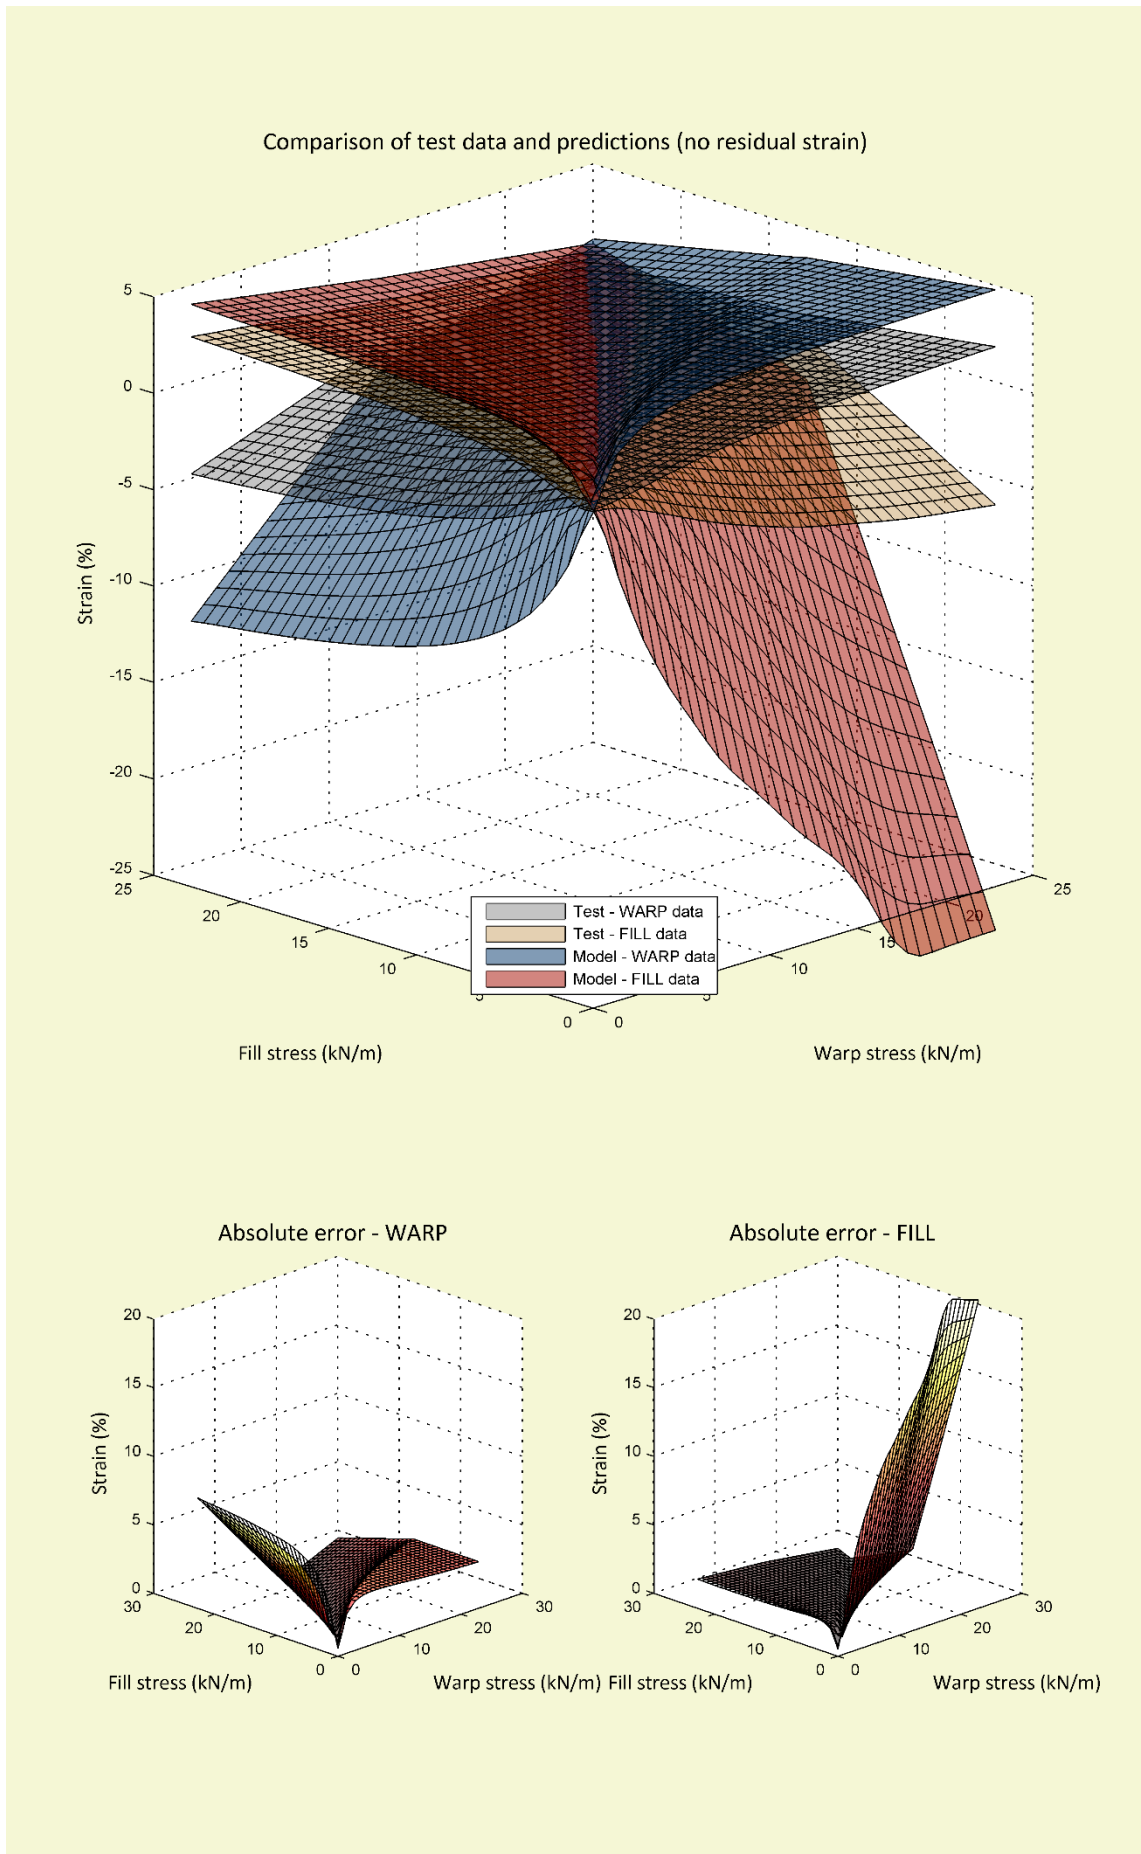 Comparison of test data and predictions (no residual strain)
5
0
-5
-10
-15
-20
-25
Strain (%)
25
20
15
10
5
0
0
5
10
15
20
25
Test - WARP data
Test - FILL data
Model - WARP data
Model - FILL data
Fill stress (kN/m)
Warp stress (kN/m)
Absolute error - WARP
20
15
10
5
0
Strain (%)
30
20
10
0
0
10
20
30
Fill stress (kN/m)
Warp stress (kN/m)
Absolute error - FILL
20
15
10
5
0
Strain (%)
30
20
10
0
0
10
20
30
Fill stress (kN/m)
Warp stress (kN/m)